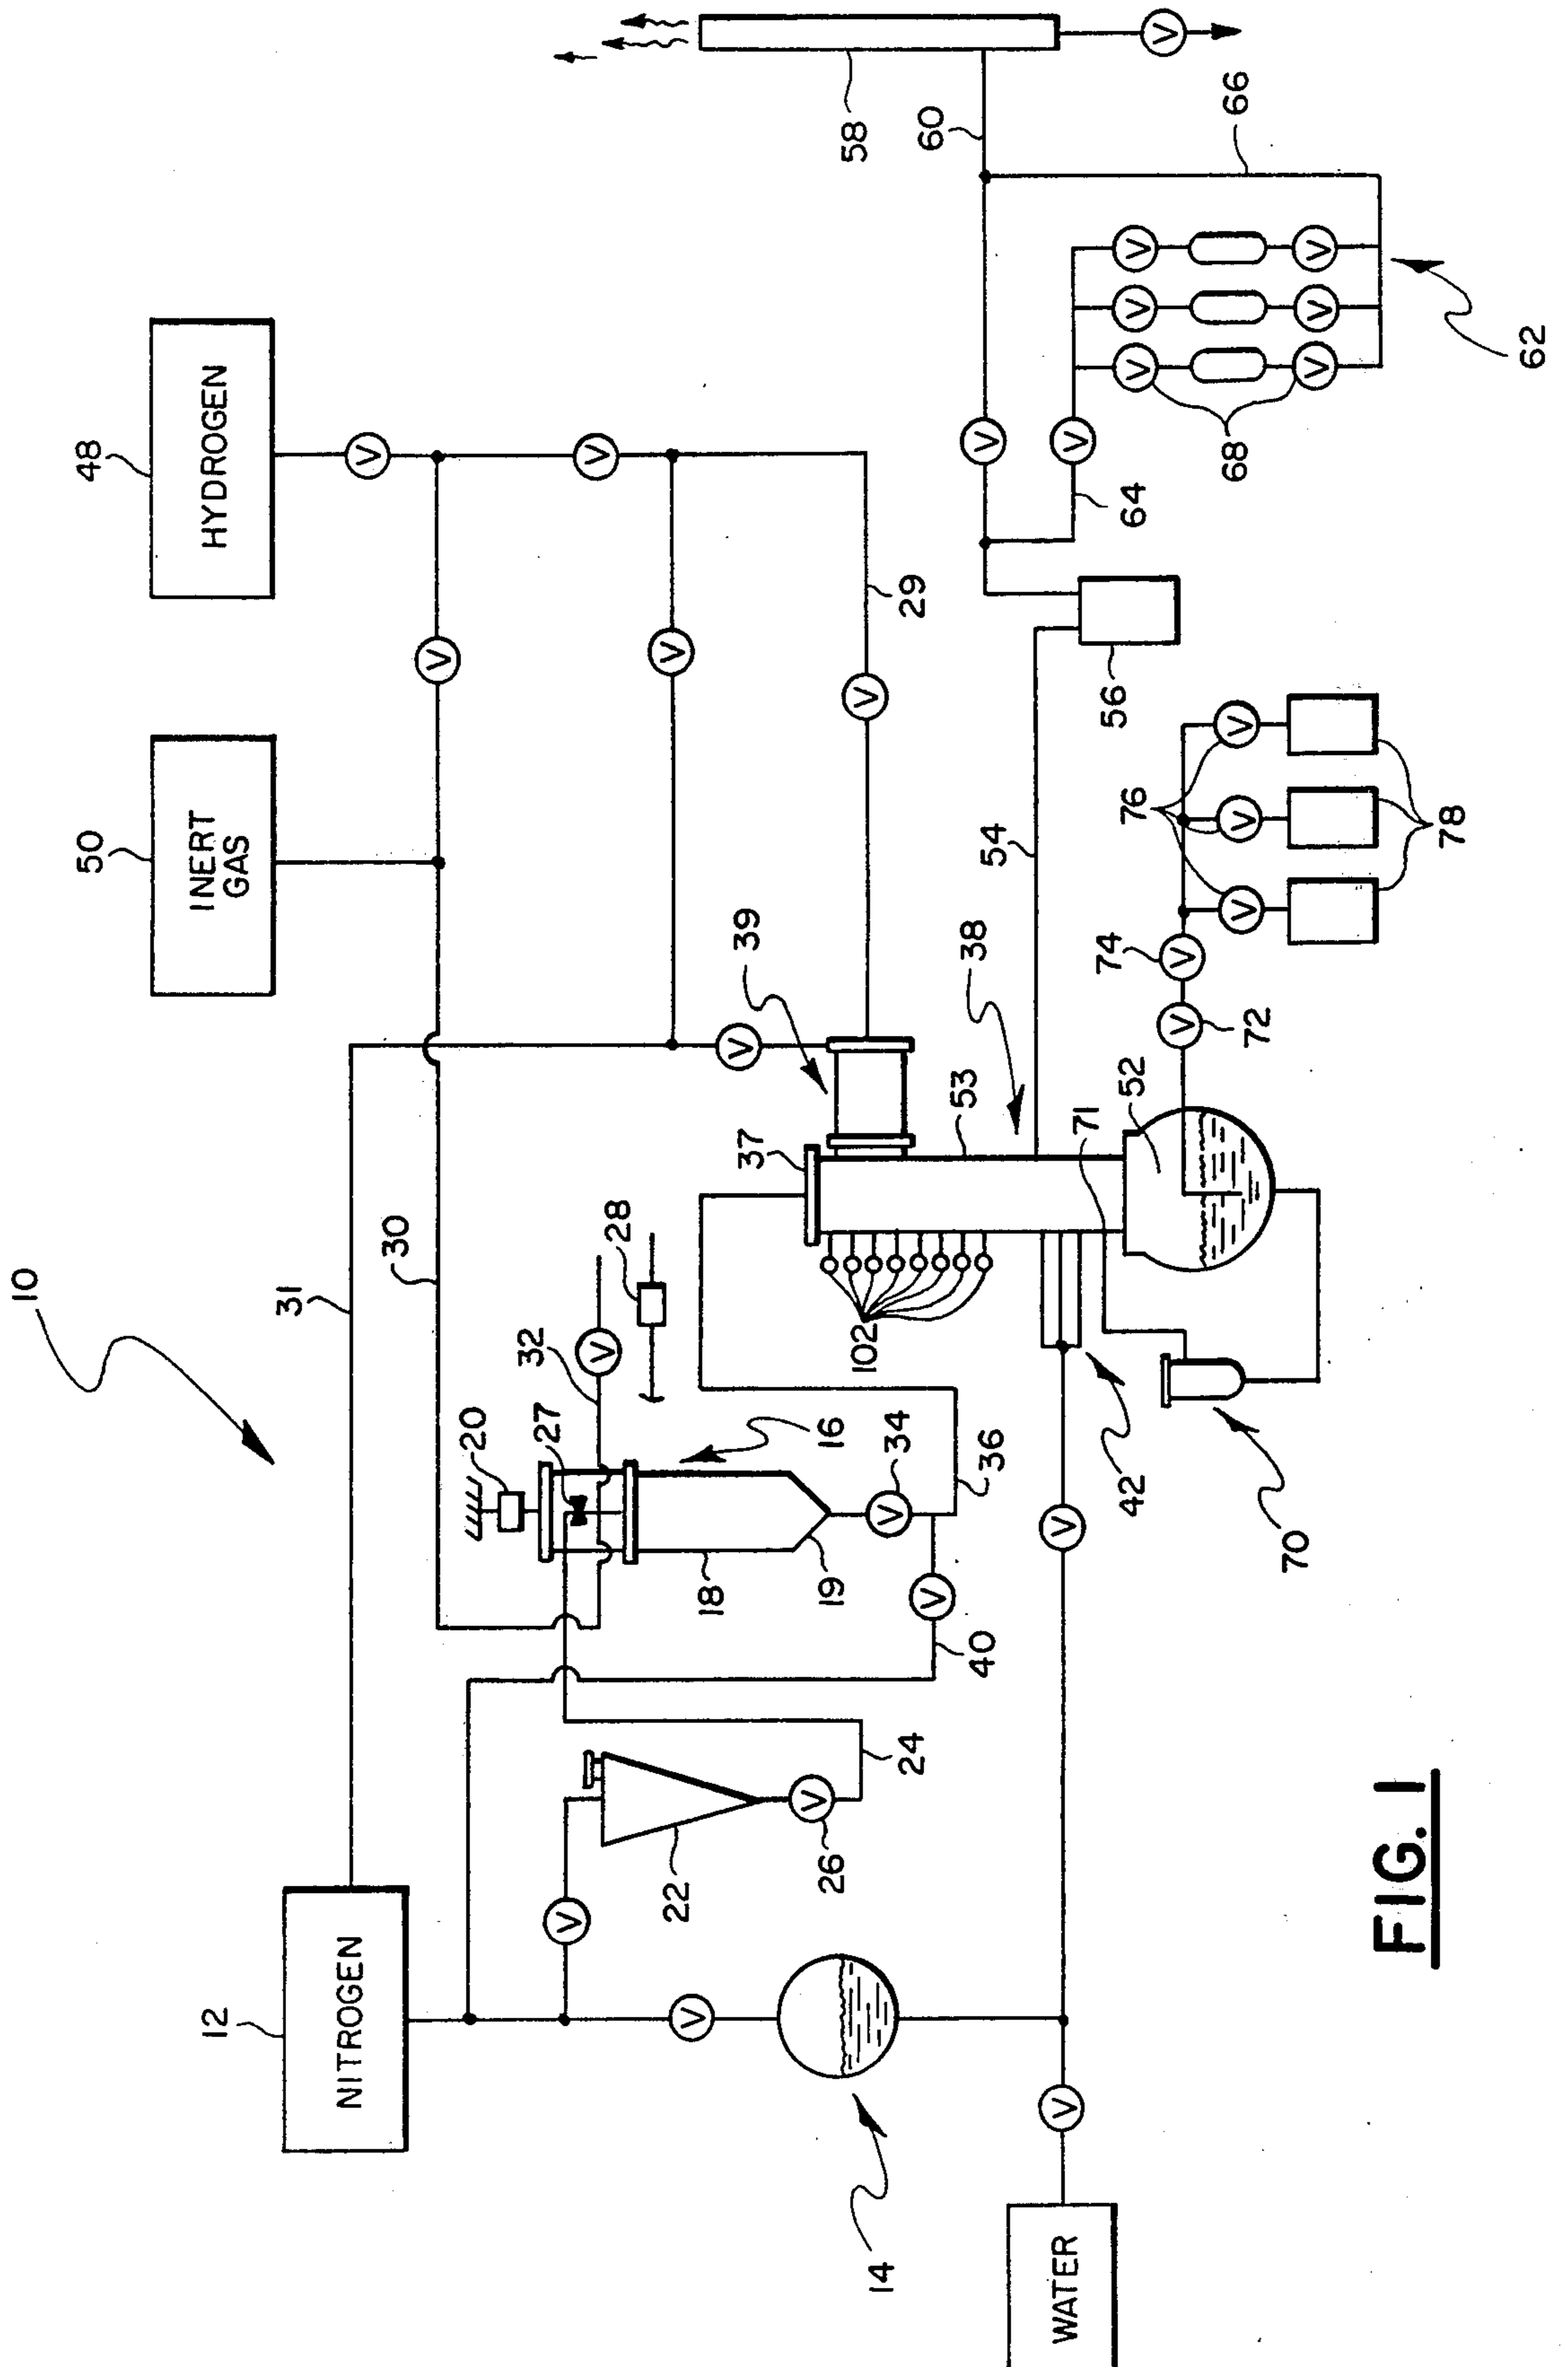 10
12
NITROGEN
31
30
50
INERT
GAS
48
HYDROGEN
V
V
V
V
V
V
V
20
27
32
V
28
39
37
29
16
18
19
V
34
V
40
36
102
53
38
54
22
V
26
V
24
V
14
WATER
V
V
42
70
71
52
72
V
74
V
76
V
V
V
78
56
64
V
V
68
V
V
V
V
V
V
62
66
60
58
V
FIG. 1